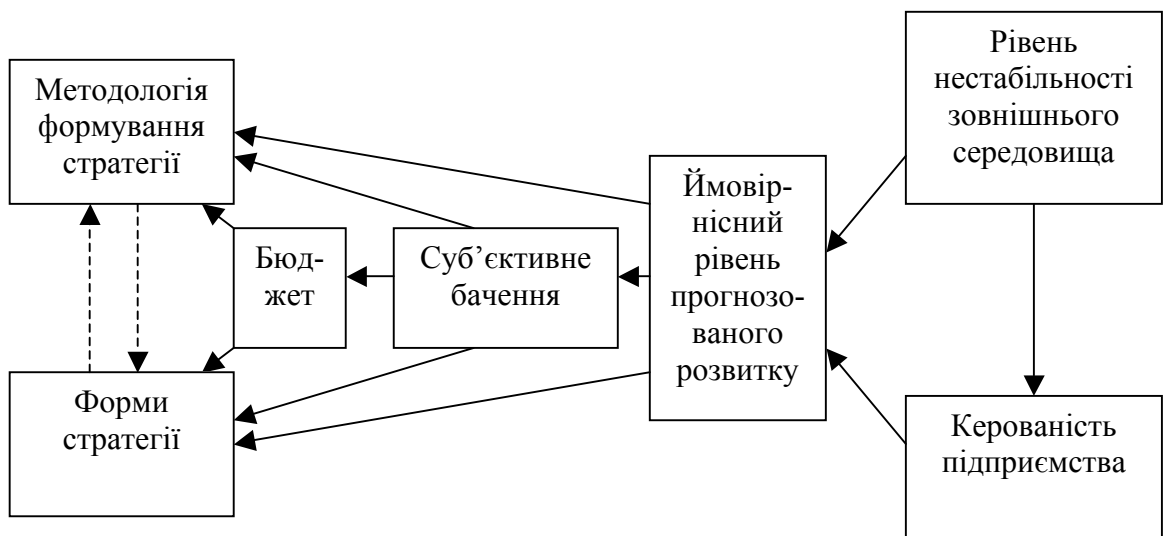 Методологія
формування
стратегії
Форми
стратегії
Бюд-
жет
Суб’єктивне
бачення
Ймовір-
нісний
рівень
прогнозо-
ваного
розвитку
Рівень
нестабільності
зовнішнього
середовища
Керованість
підприємства